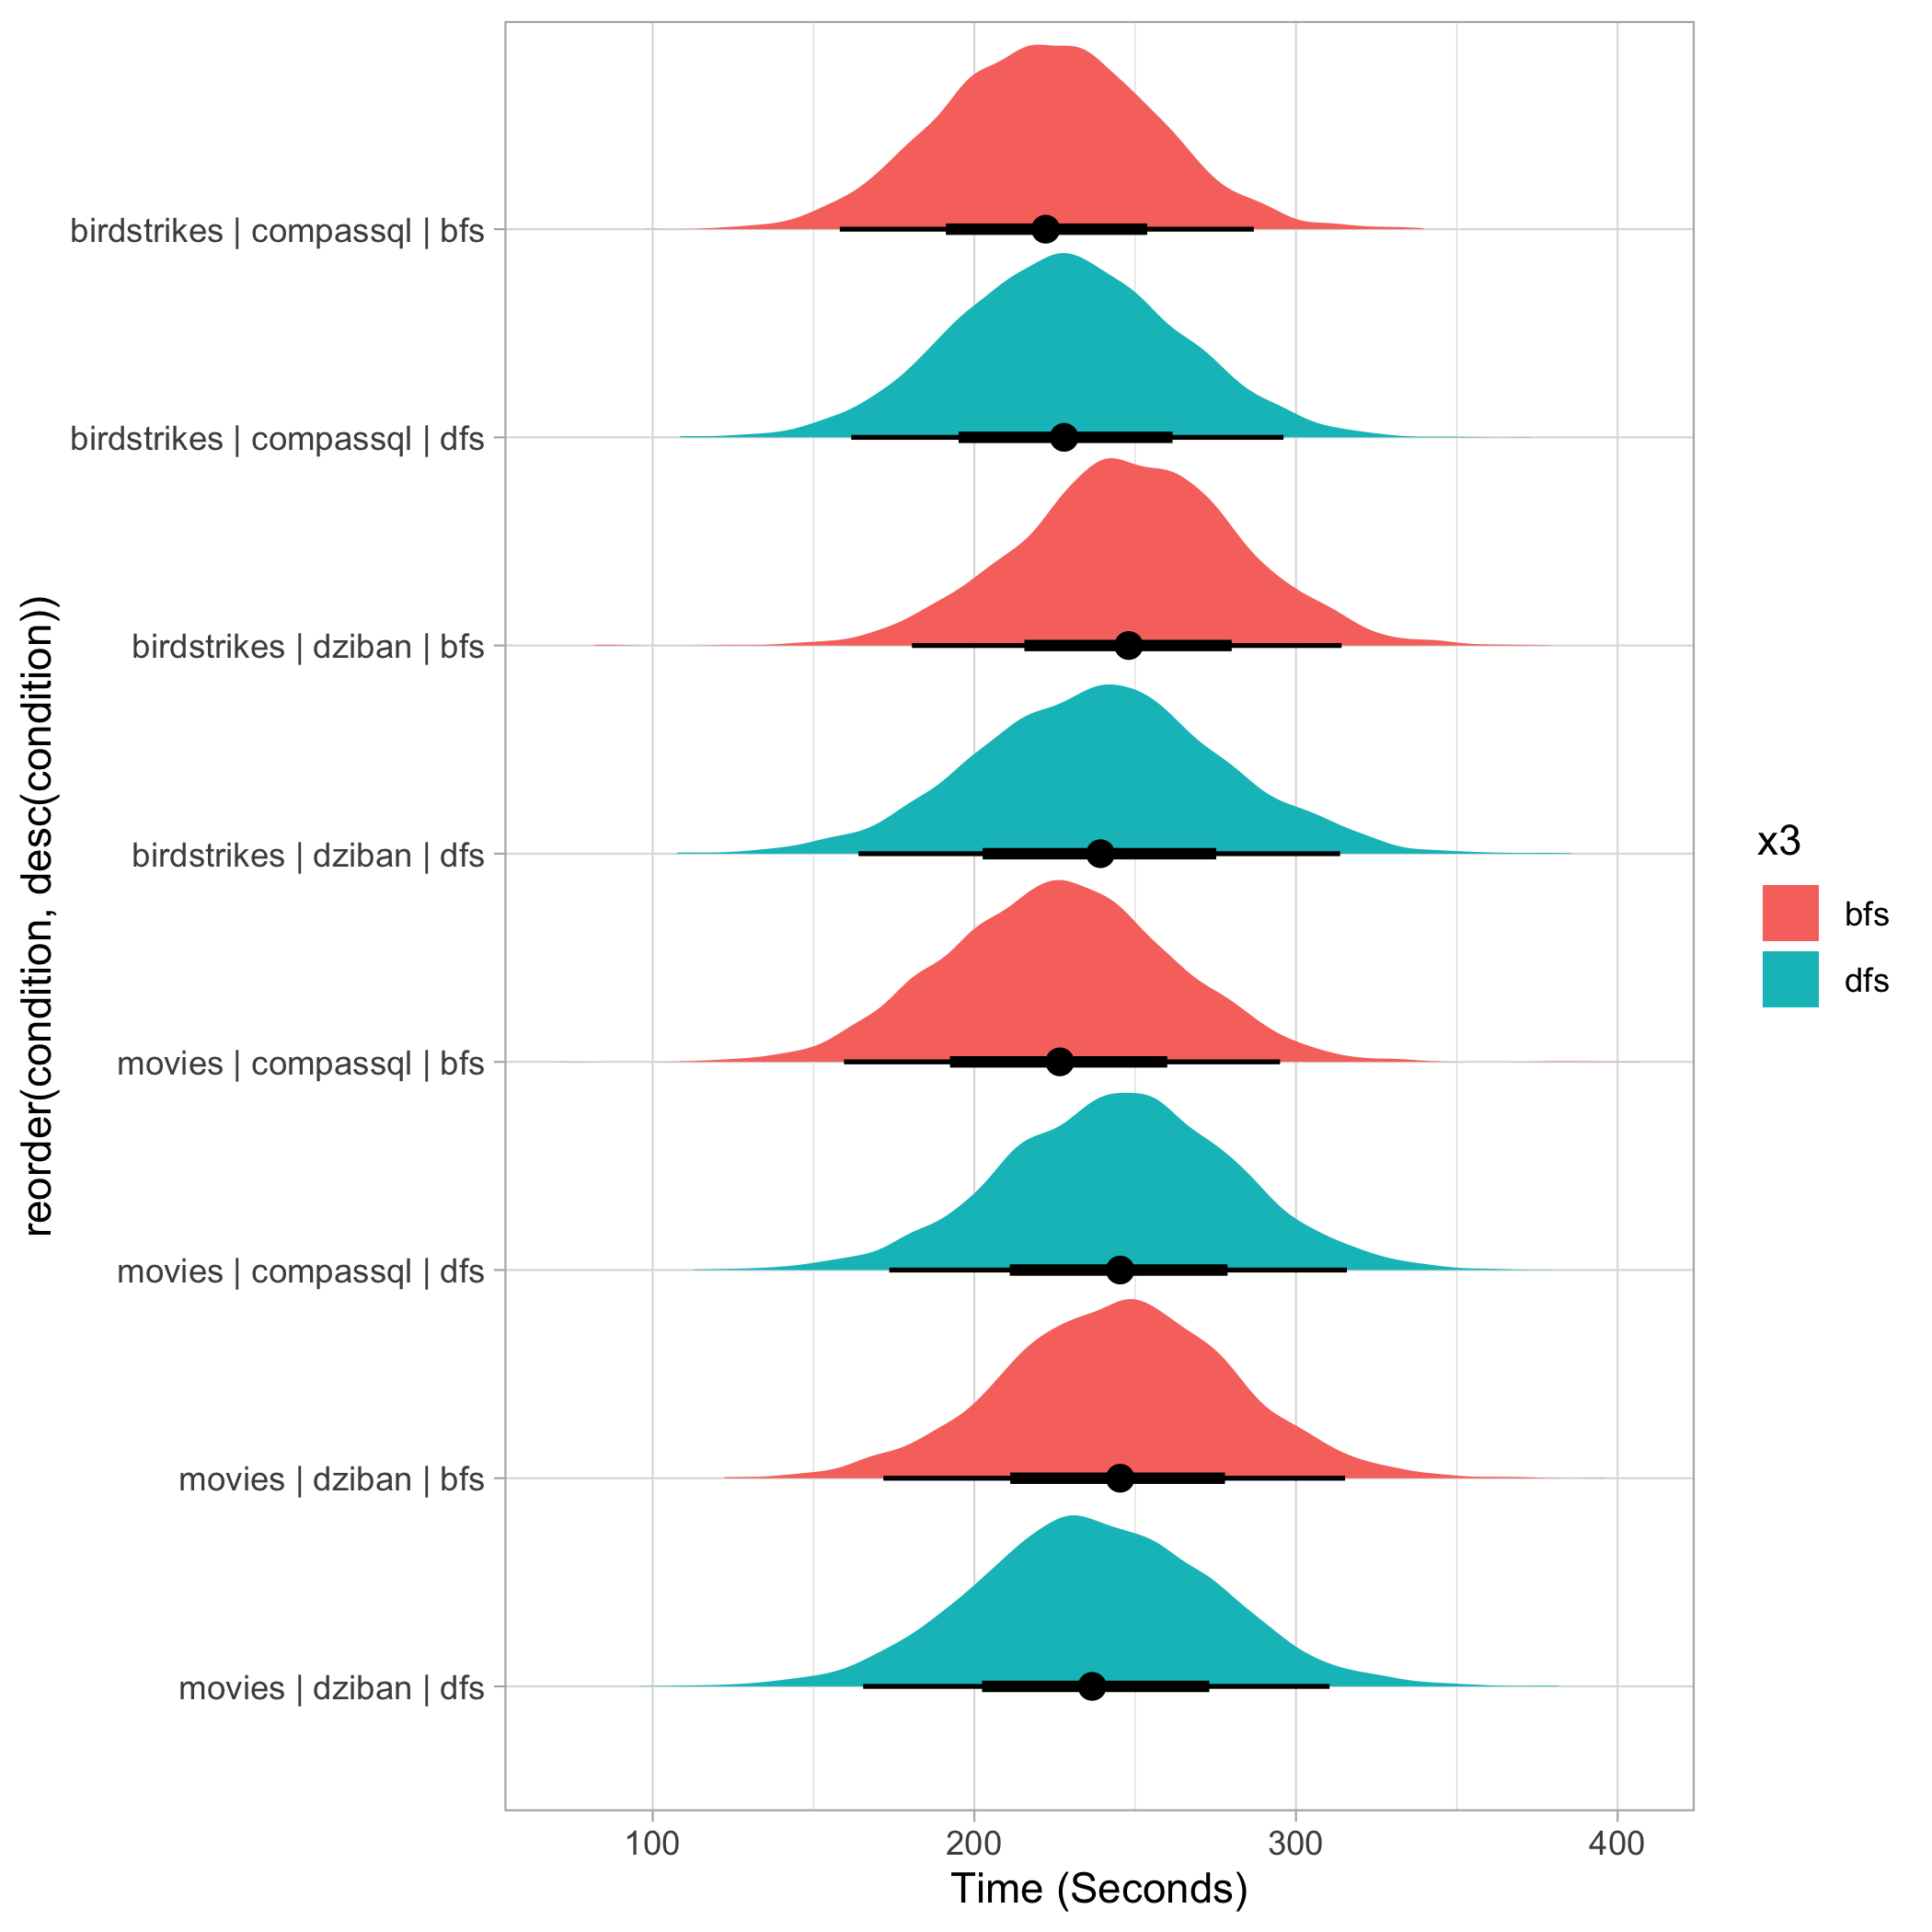 birdstrikes | compassql | bfs
birdstrikes | compassql | dfs
birdstrikes | dziban | bfs
birdstrikes | dziban | dfs
movies | compassql | bfs
movies | compassql | dfs
movies | dziban | bfs
movies | dziban | dfs
reorder(condition, desc(condition))
100 200 300 400
Time (Seconds)
x3
bfs
dfs